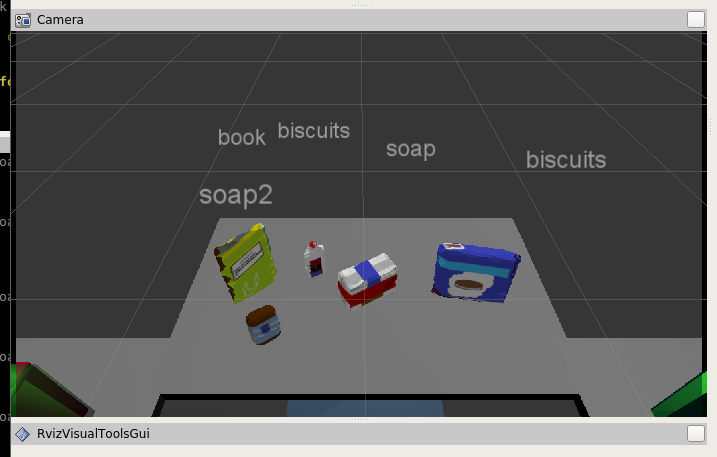 Camera
book
biscuits
soap
biscuits
soap2
RvizVisualToolsGui